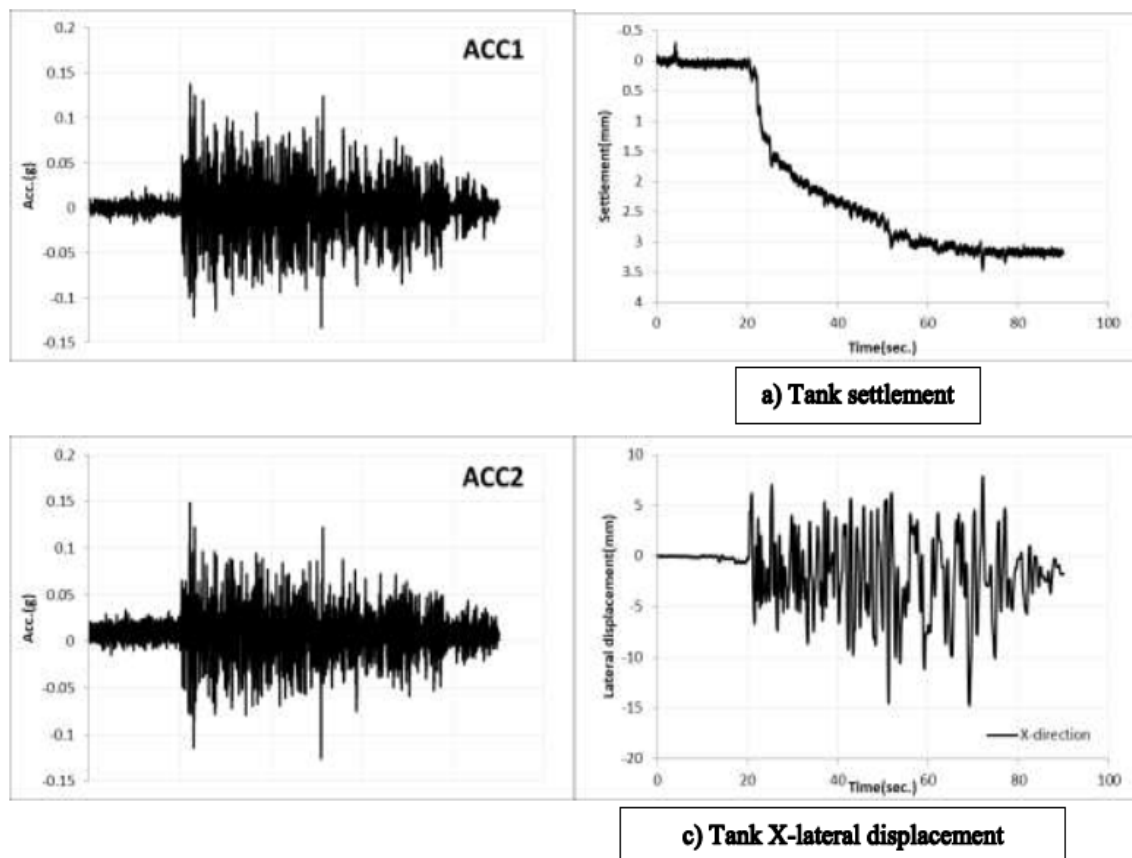 ACC1
Acc.(g)
0.2
0.15
0.1
0.05
0
-0.05
-0.1
-0.15
Settlement(mm)
-0.5
0
0.5
1
1.5
2
2.5
3
3.5
4
0 20 40 60 80 100
Time(sec.)
a) Tank settlement
ACC2
Acc.(g)
0.2
0.15
0.1
0.05
0
-0.05
-0.1
-0.15
Lateral displacement(mm)
10
5
0
-5
-10
-15
-20
X-direction
0 20 40 60 80 100
Time(sec.)
c) Tank X-lateral displacement